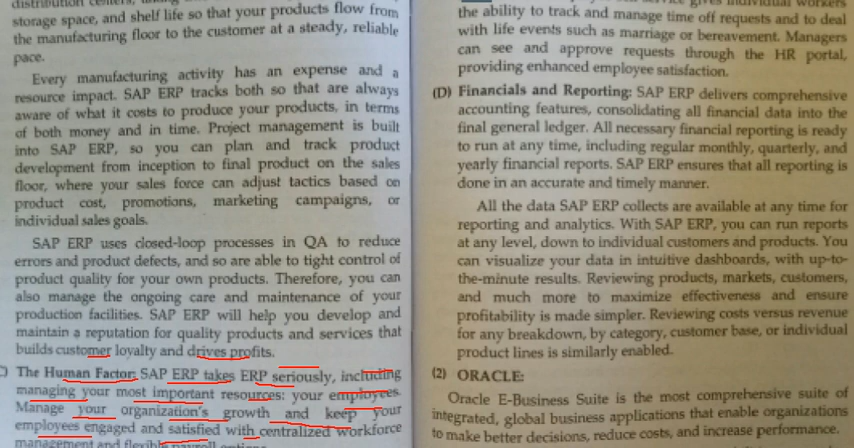 distribution centers,
storage space, and shelf life so that your products flow from
the manufacturing floor to the customer at a steady, reliable
pace.
Every manufacturing activity has an expense and a
resource impact. SAP ERP tracks both so that are always
aware of what it costs to produce your products, in terms
of both money and in time. Project management is built
into SAP ERP, so you can plan and track product
development from inception to final product on the sales
floor, where your sales force can adjust tactics based on
product cost, promotions, marketing campaigns, or
individual sales goals.
SAP ERP uses closed-loop processes in QA to reduce
errors and product defects, and so are able to tight control of
product quality for your own products. Therefore, you can
also manage the ongoing care and maintenance of your
production facilities. SAP ERP will help you develop and
maintain a reputation for quality products and services that
builds customer loyalty and drives profits.
) The Human Factor: SAP ERP takes ERP seriously, including
managing your most important resources: your employees.
Manage your organization's growth and keep your
employees engaged and satisfied with centralized workforce
management and flexible payroll options
gives individual workers
the ability to track and manage time off requests and to deal
with life events such as marriage or bereavement. Managers
can see and approve requests through the HR portal,
providing enhanced employee satisfaction.
(D) Financials and Reporting: SAP ERP delivers comprehensive
accounting features, consolidating all financial data into the
final general ledger. All necessary financial reporting is ready
to run at any time, including regular monthly, quarterly, and
yearly financial reports. SAP ERP ensures that all reporting is
done in an accurate and timely manner.
All the data SAP ERP collects are available at any time for
reporting and analytics. With SAP ERP, you can run reports
at any level, down to individual customers and products. You
can visualize your data in intuitive dashboards, with up-to-
the-minute results. Reviewing products, markets, customers,
and much more to maximize effectiveness and ensure
profitability is made simpler. Reviewing costs versus revenue
for any breakdown, by category, customer base, or individual
product lines is similarly enabled.
(2) ORACLE:
Oracle E-Business Suite is the most comprehensive suite of
integrated, global business applications that enable organizations
to make better decisions, reduce costs, and increase performance.